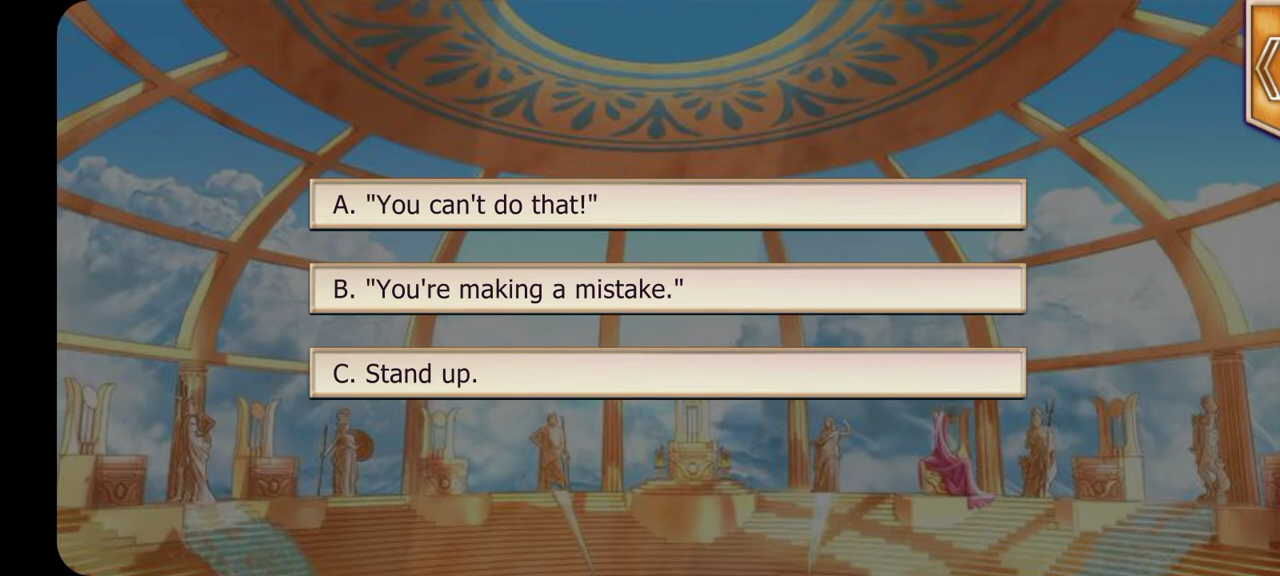 A. "You can't do that!"
B. "You're making a mistake."
C. Stand up.